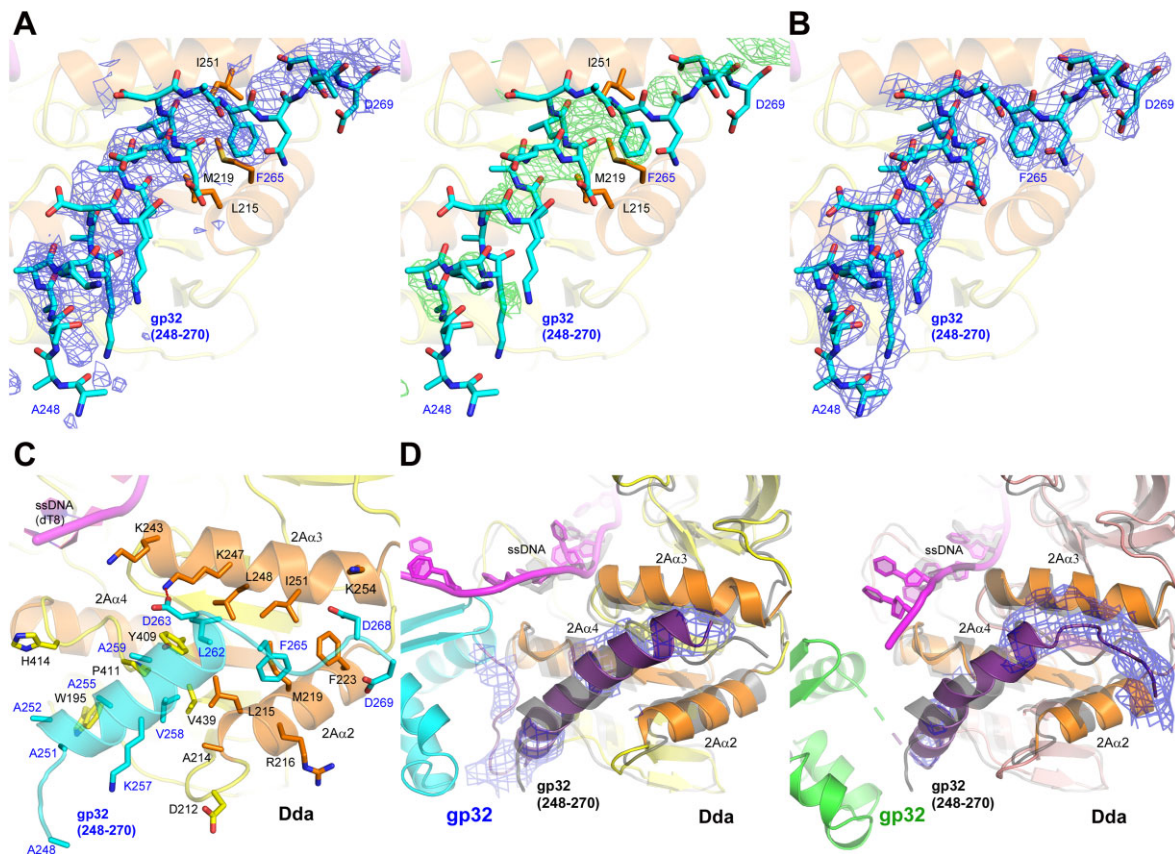 A
I251
D269
M219
F265
L215
gp32
(248-270)
A248
I251
D269
M219
F265
L215
gp32
(248-270)
A248
B
D269
F265
gp32
(248-270)
A248
C
ssDNA
(dT8)
K243
2Aα3
K247
L248
I251
K254
2Aα4
D263
D268
Y409
A259
L262
F265
H414
P411
F223
A255
M219
D269
W195
L215
A252
V439
V258
2Aα2
A251
A214
R216
K257
D212
gp32
(248-270)
Dda
A248
D
ssDNA
2Aα3
2Aα4
2Aα2
gp32
gp32
(248-270)
Dda
ssDNA
2Aα3
2Aα4
2Aα2
gp32
gp32
(248-270)
Dda